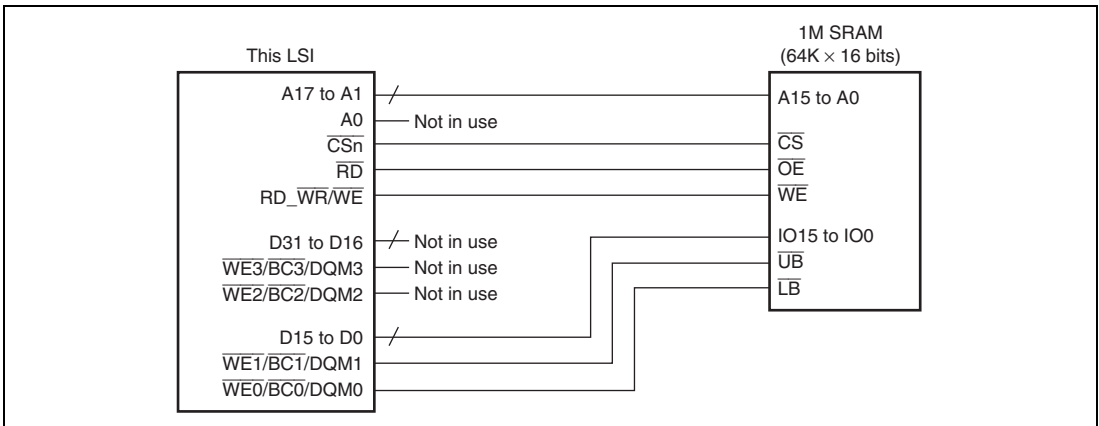 This LSI
A17 to A1
A0
Not in use
CSn
RD
RD_WR/WE
D31 to D16
Not in use
WE3/BC3/DQM3
Not in use
WE2/BC2/DQM2
Not in use
D15 to D0
WE1/BC1/DQM1
WE0/BC0/DQM0
1M SRAM
(64K × 16 bits)
A15 to A0
CS
OE
WE
IO15 to IO0
UB
LB